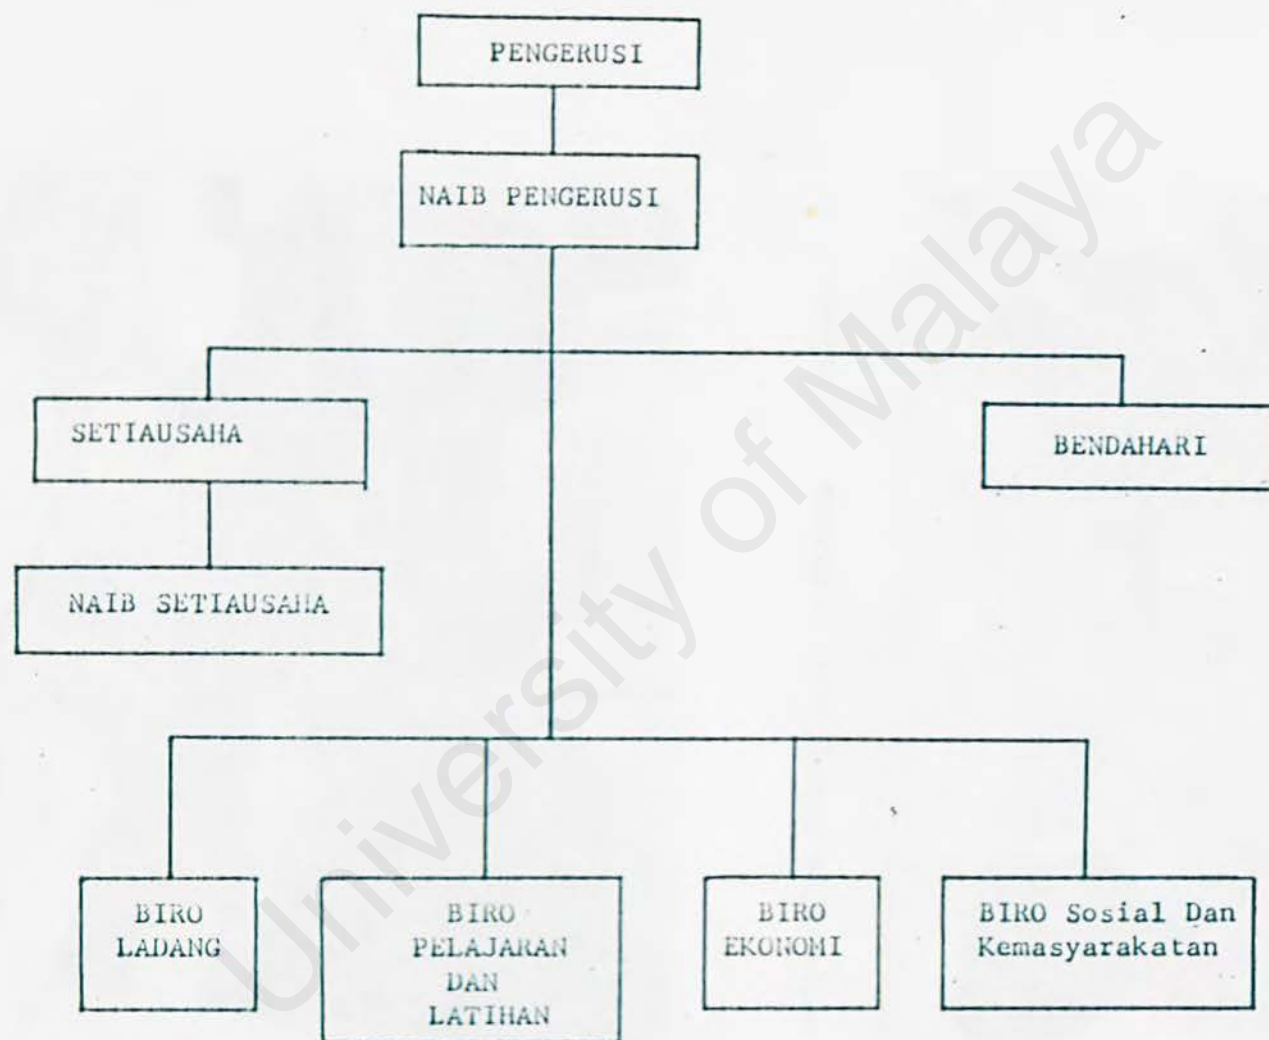 PENGERUSI
NAIB PENGERUSI
SETIAUSAHA
BENDAHARI
NAIB SETIAUSAHA
BIRO
LADANG
BIRO
PELAJARAN
DAN
LATIHAN
BIRO
EKONOMI
BIRO Sosial Dan
Kemasyarakatan
University of Malaya